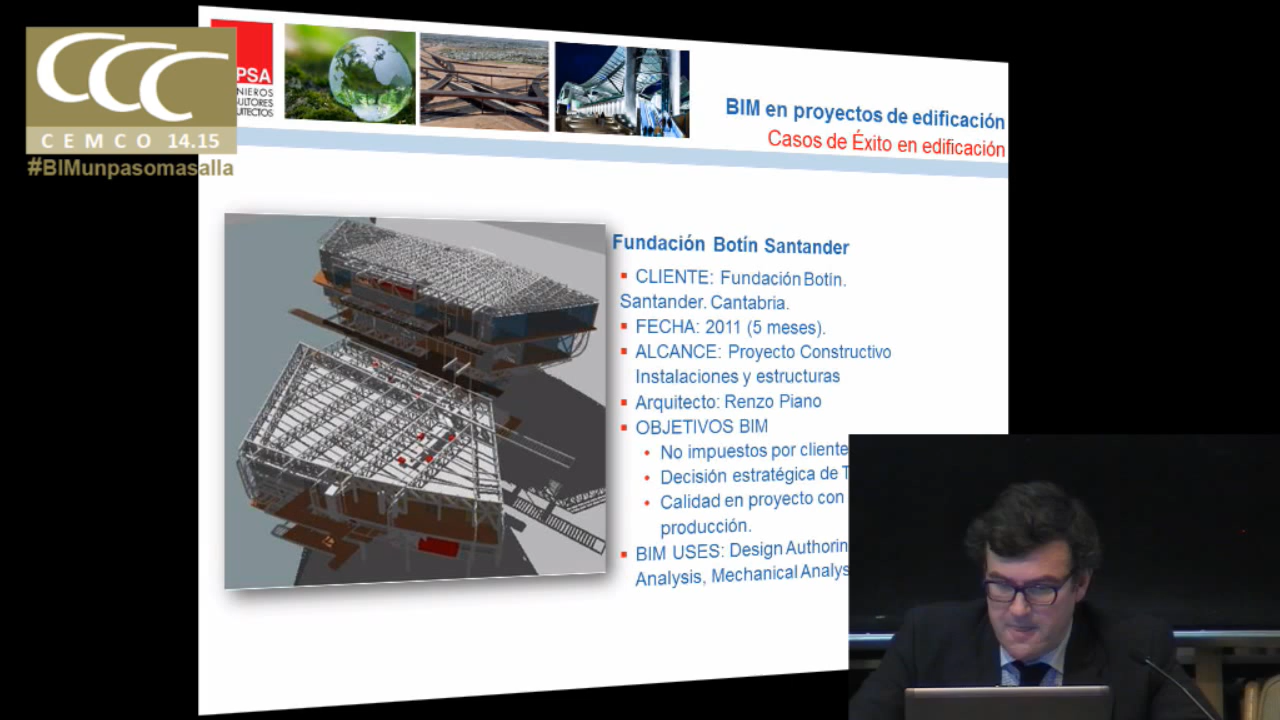 CCC
CEMCO 14.15
#BIMunpasomasalla
PSA
NIEROS
ULTORES
UITECTOS
BIM en proyectos de edificación
Casos de Éxito en edificación
Fundación Botín Santander
CLIENTE: Fundación Botín.
Santander. Cantabria.
FECHA: 2011 (5 meses).
ALCANCE: Proyecto Constructivo
Instalaciones y estructuras
Arquitecto: Renzo Piano
OBJETIVOS BIM
No impuestos por cliente
Decisión estratégica de T
Calidad en proyecto con
producción.
BIM USES: Design Authorin
Analysis, Mechanical Analys